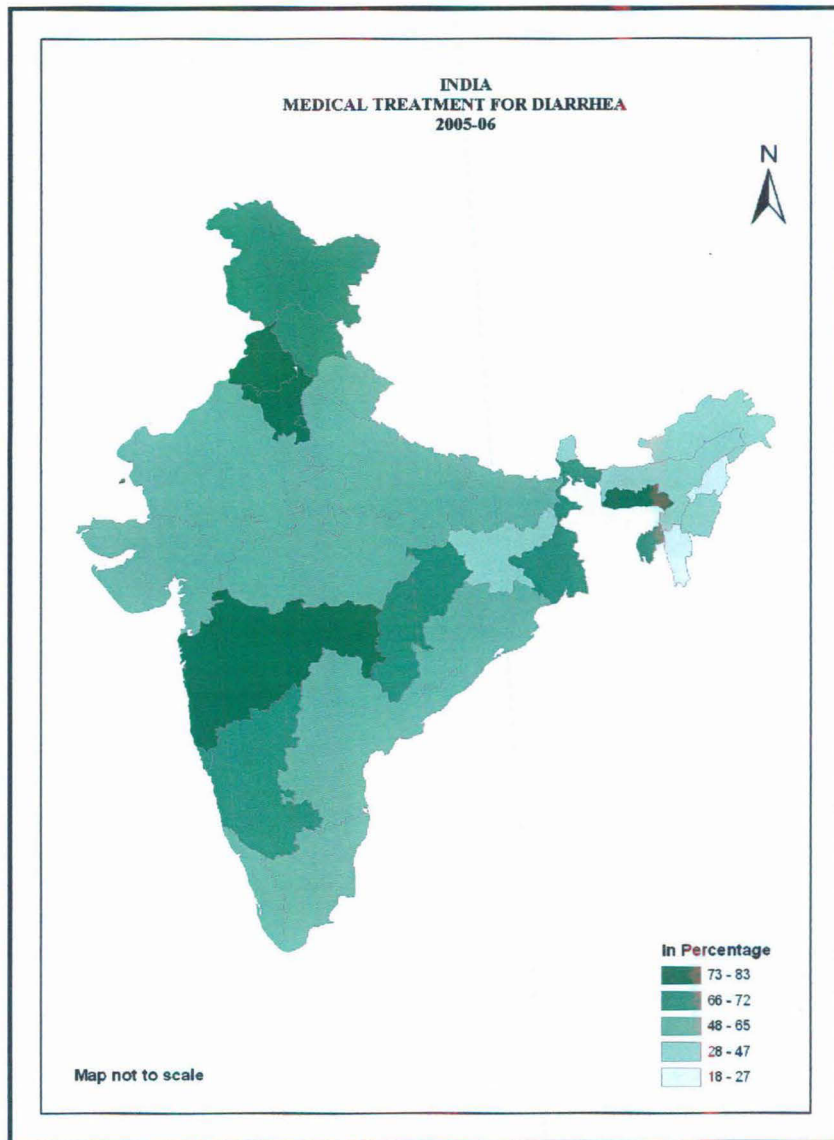 INDIA
MEDICAL TREATMENT FOR DIARRHEA
2005-06
N
In Percentage
73 - 83
66 - 72
48 - 65
28 - 47
18 - 27
Map not to scale